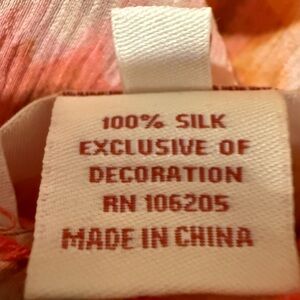 100% SILK
EXCLUSIVE OF
DECORATION
RN 106205
MADE IN CHINA